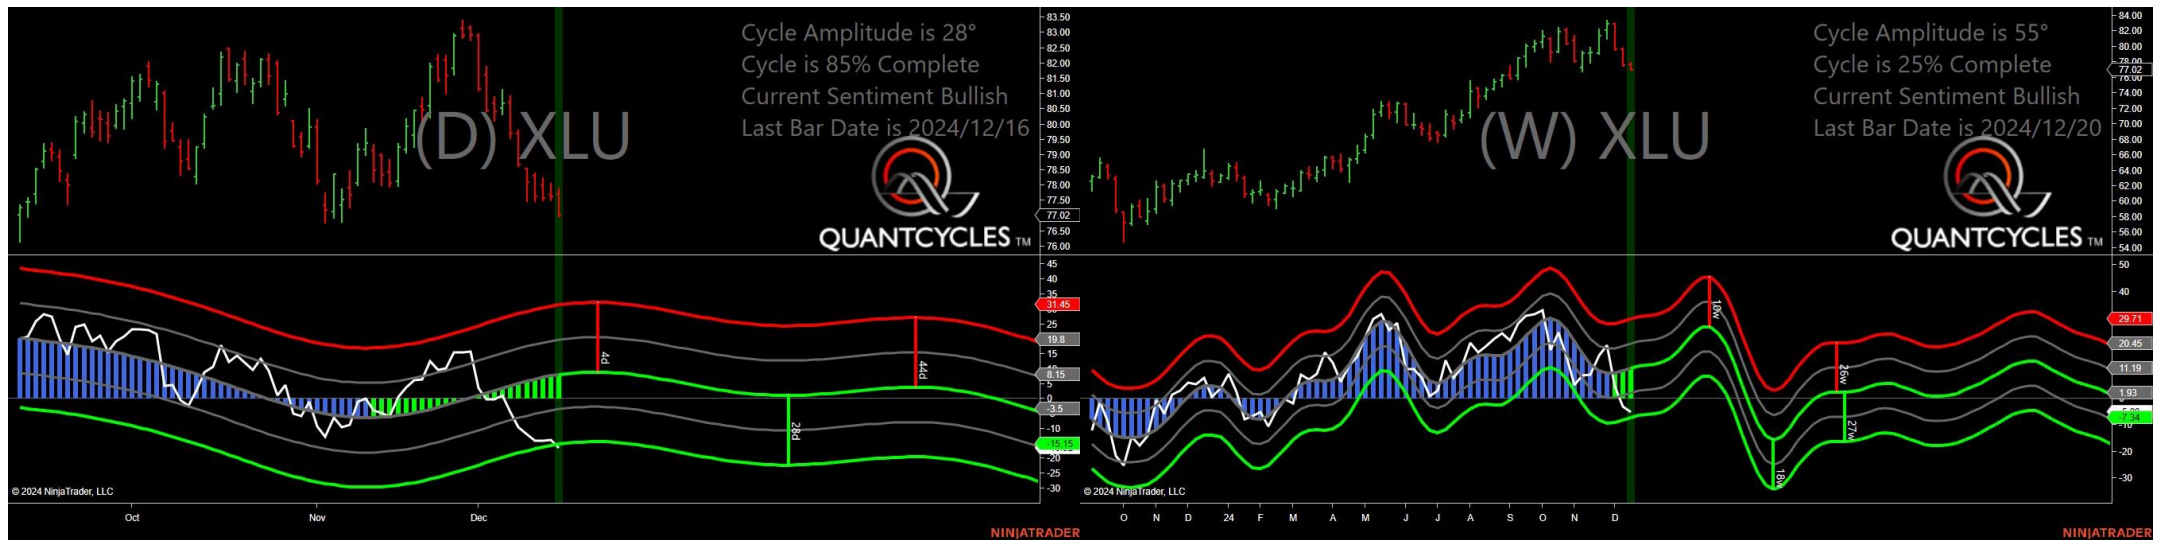 Cycle Amplitude is 28°
Cycle is 85% Complete
Current Sentiment Bullish
Last Bar Date is 2024/12/16
(D) XLU
QUANTCYCLES TM
83.50
83.00
82.50
82.00
81.50
81.00
80.50
80.00
79.50
79.00
78.50
78.00
77.50
77.02
76.50
76.00
45
40
35
31.45
25
19.8
15
8.15
5
0
-3.5
-10
-15.15
-20
-25
-30
4d
44d
28d
© 2024 NinjaTrader, LLC
Oct
Nov
Dec
NINJATRADER
Cycle Amplitude is 55°
Cycle is 25% Complete
Current Sentiment Bullish
Last Bar Date is 2024/12/20
(W) XLU
QUANTCYCLES TM
84.00
82.00
80.00
78.00
77.02
76.00
74.00
72.00
70.00
68.00
66.00
64.00
62.00
60.00
58.00
56.00
54.00
50
40
29.71
20.45
11.19
1.93
0
-7.34
-10
-20
-30
10w
26w
27w
18w
© 2024 NinjaTrader, LLC
O N D 24 F M A M J J A S O N D
NINJATRADER